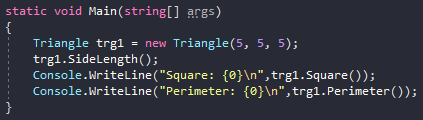 static void Main(string[] args)
{
Triangle trg1 = new Triangle(5, 5, 5);
trg1.SideLength();
Console.WriteLine("Square: {0}\n",trg1.Square());
Console.WriteLine("Perimeter: {0}\n",trg1.Perimeter());
}